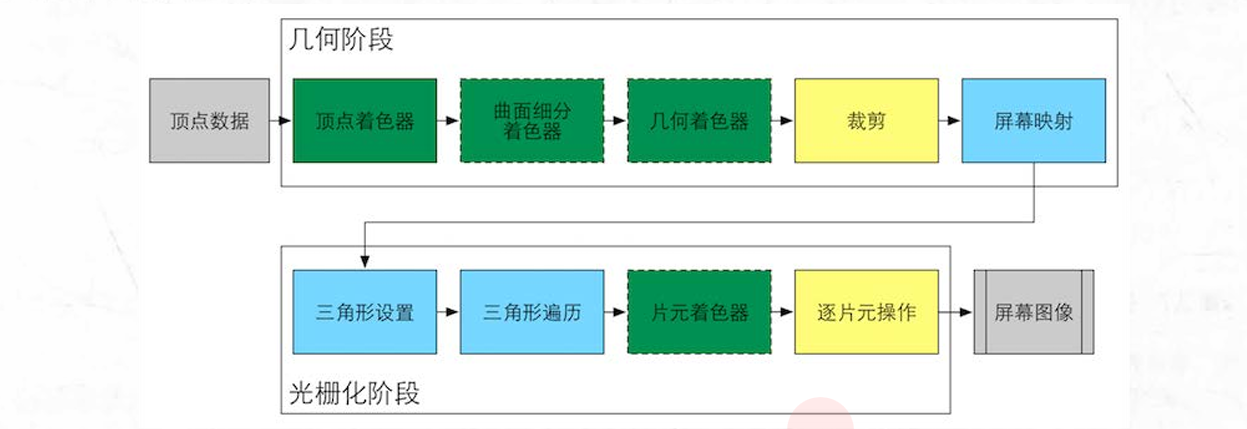 几何阶段
顶点数据
顶点着色器
曲面细分
着色器
几何着色器
裁剪
屏幕映射
三角形设置
三角形遍历
片元着色器
逐片元操作
屏幕图像
光栅化阶段